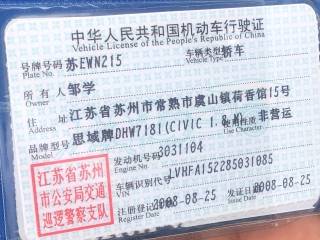 中华人民共和国机动车行驶证
Vehicle License of the People's Republic of China
号牌号码 苏EWN215 车辆类型 轿车
Plate No. Vehicle Type
所有人 邹学
Owner
住址 江苏省苏州市常熟市虞山镇荷香馆15号
Address
品牌型号 思域牌DHW7181(CIVIC 1.8 使用性质 非营运
Model Use Character
发动机号码 3031104
Engine No.
江苏省苏州
市公安局交通
巡逻警察支队
车辆识别代号 LVHFA152285031085
VIN
注册登记日期 2008-08-25 发证日期 2008-08-25
Register Date Issue Date